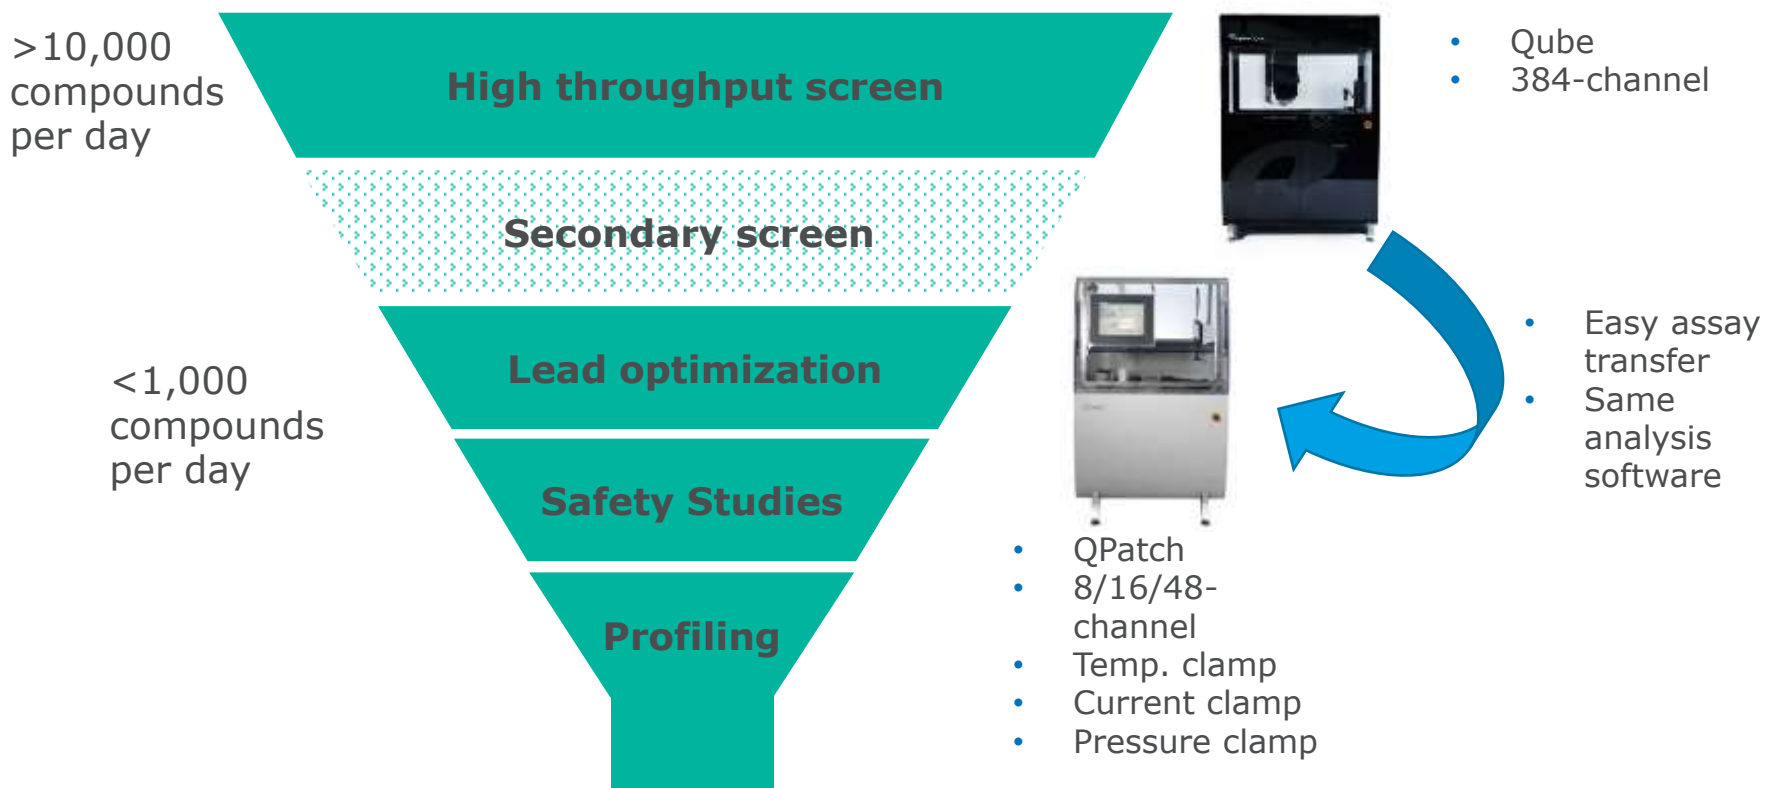 >10,000
compounds
per day
High throughput screen
Secondary screen
Lead optimization
Safety Studies
Profiling
<1,000
compounds
per day
• Qube
• 384-channel
• Easy assay
transfer
• Same
analysis
software
• QPatch
• 8/16/48-
channel
• Temp. clamp
• Current clamp
• Pressure clamp